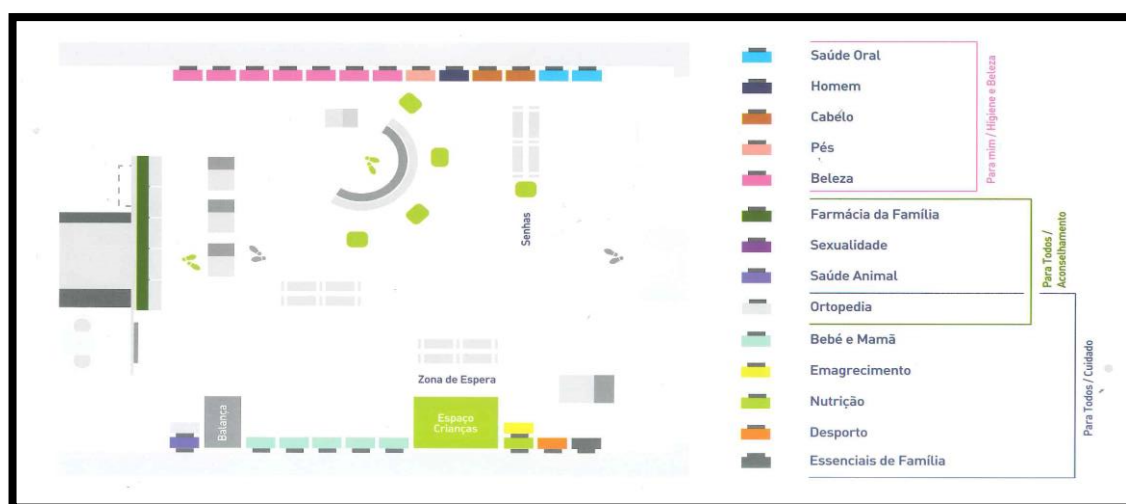 Saúde Oral
Homem
Cabelo
Pés
Beleza
Para mim / Higiene e Beleza
Farmácia da Família
Sexualidade
Saúde Animal
Ortopedia
Para Todos /
Aconselhamento
Bebé e Mamã
Emagrecimento
Nutrição
Desporto
Essenciais de Família
Para Todos / Cuidado
Senhas
Zona de Espera
Balança
Espaço
Crianças